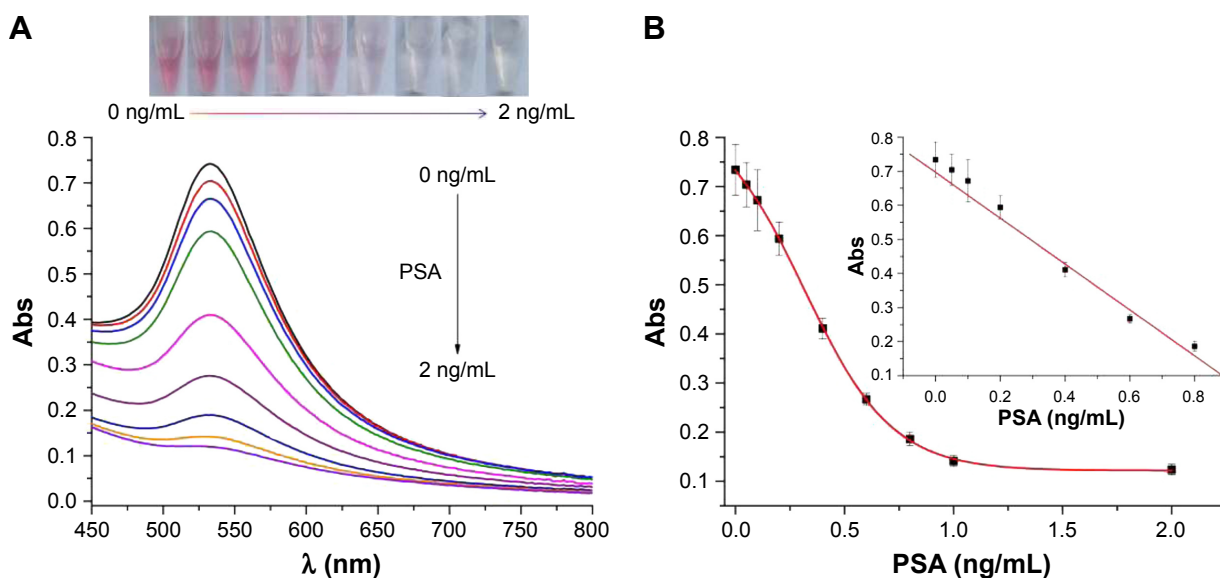 A
0 ng/mL
2 ng/mL
0.8
0.7
0.6
0.5
0.4
0.3
0.2
0.1
0.0
Abs
0 ng/mL
PSA
2 ng/mL
450 500 550 600 650 700 750 800
λ (nm)
B
0.8
0.7
0.6
0.5
0.4
0.3
0.2
0.1
Abs
0.0 0.5 1.0 1.5 2.0
PSA (ng/mL)
0.8
0.7
0.6
0.5
0.4
0.3
0.2
0.1
Abs
0.0 0.2 0.4 0.6 0.8
PSA (ng/mL)